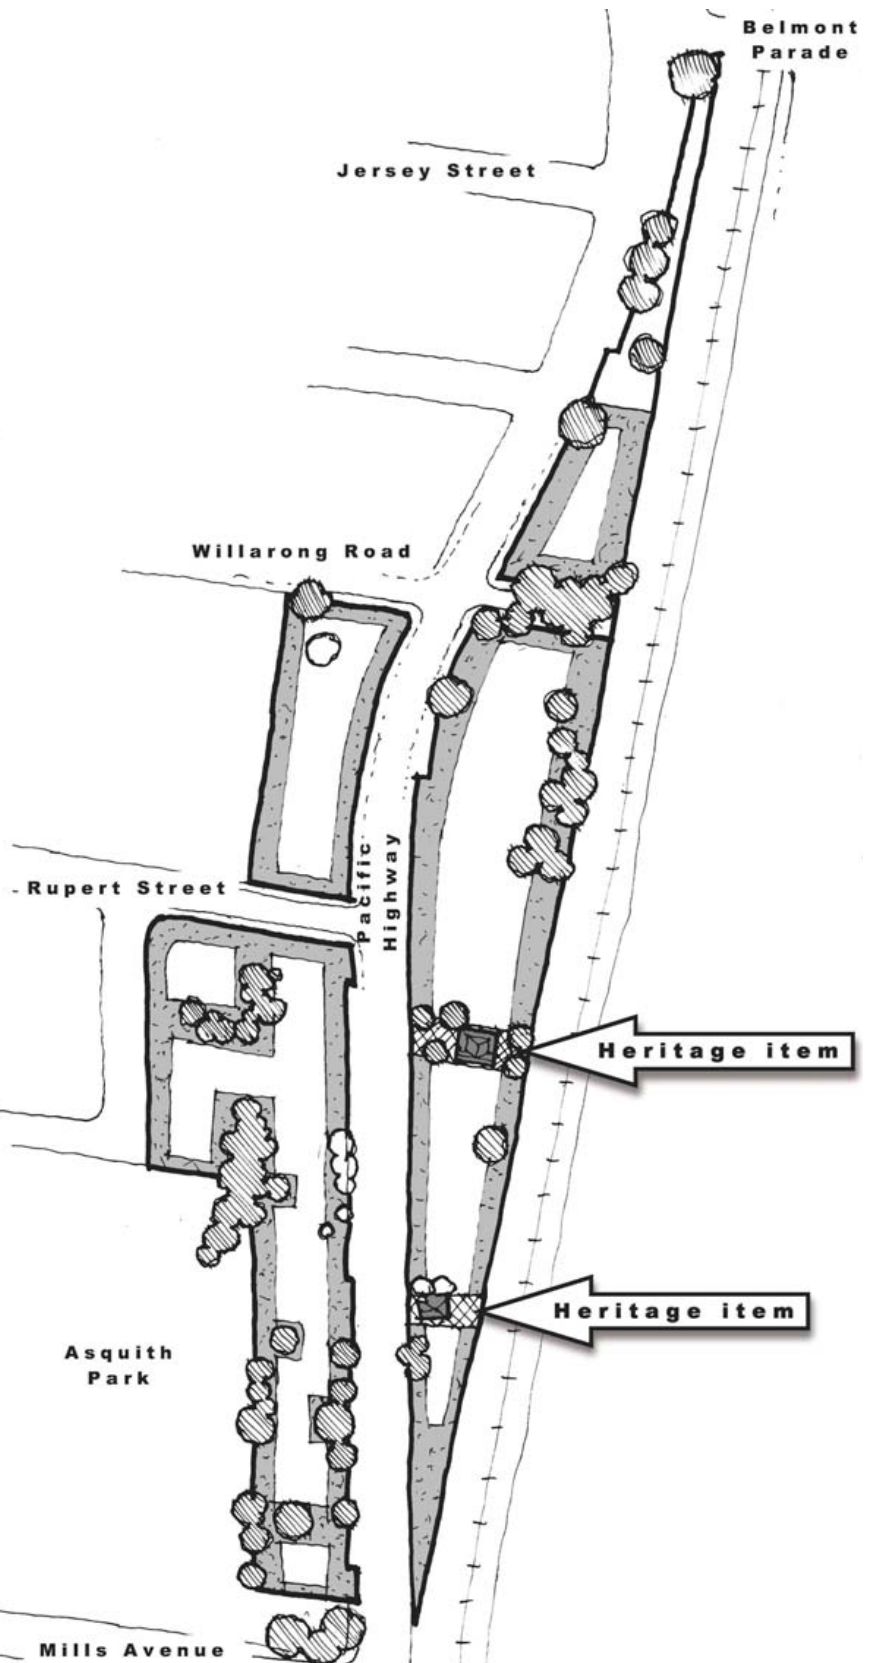 Belmont
Parade
Jersey Street
Willarong Road
Pacific
Highway
Rupert Street
Heritage item
Heritage item
Asquith
Park
Mills Avenue